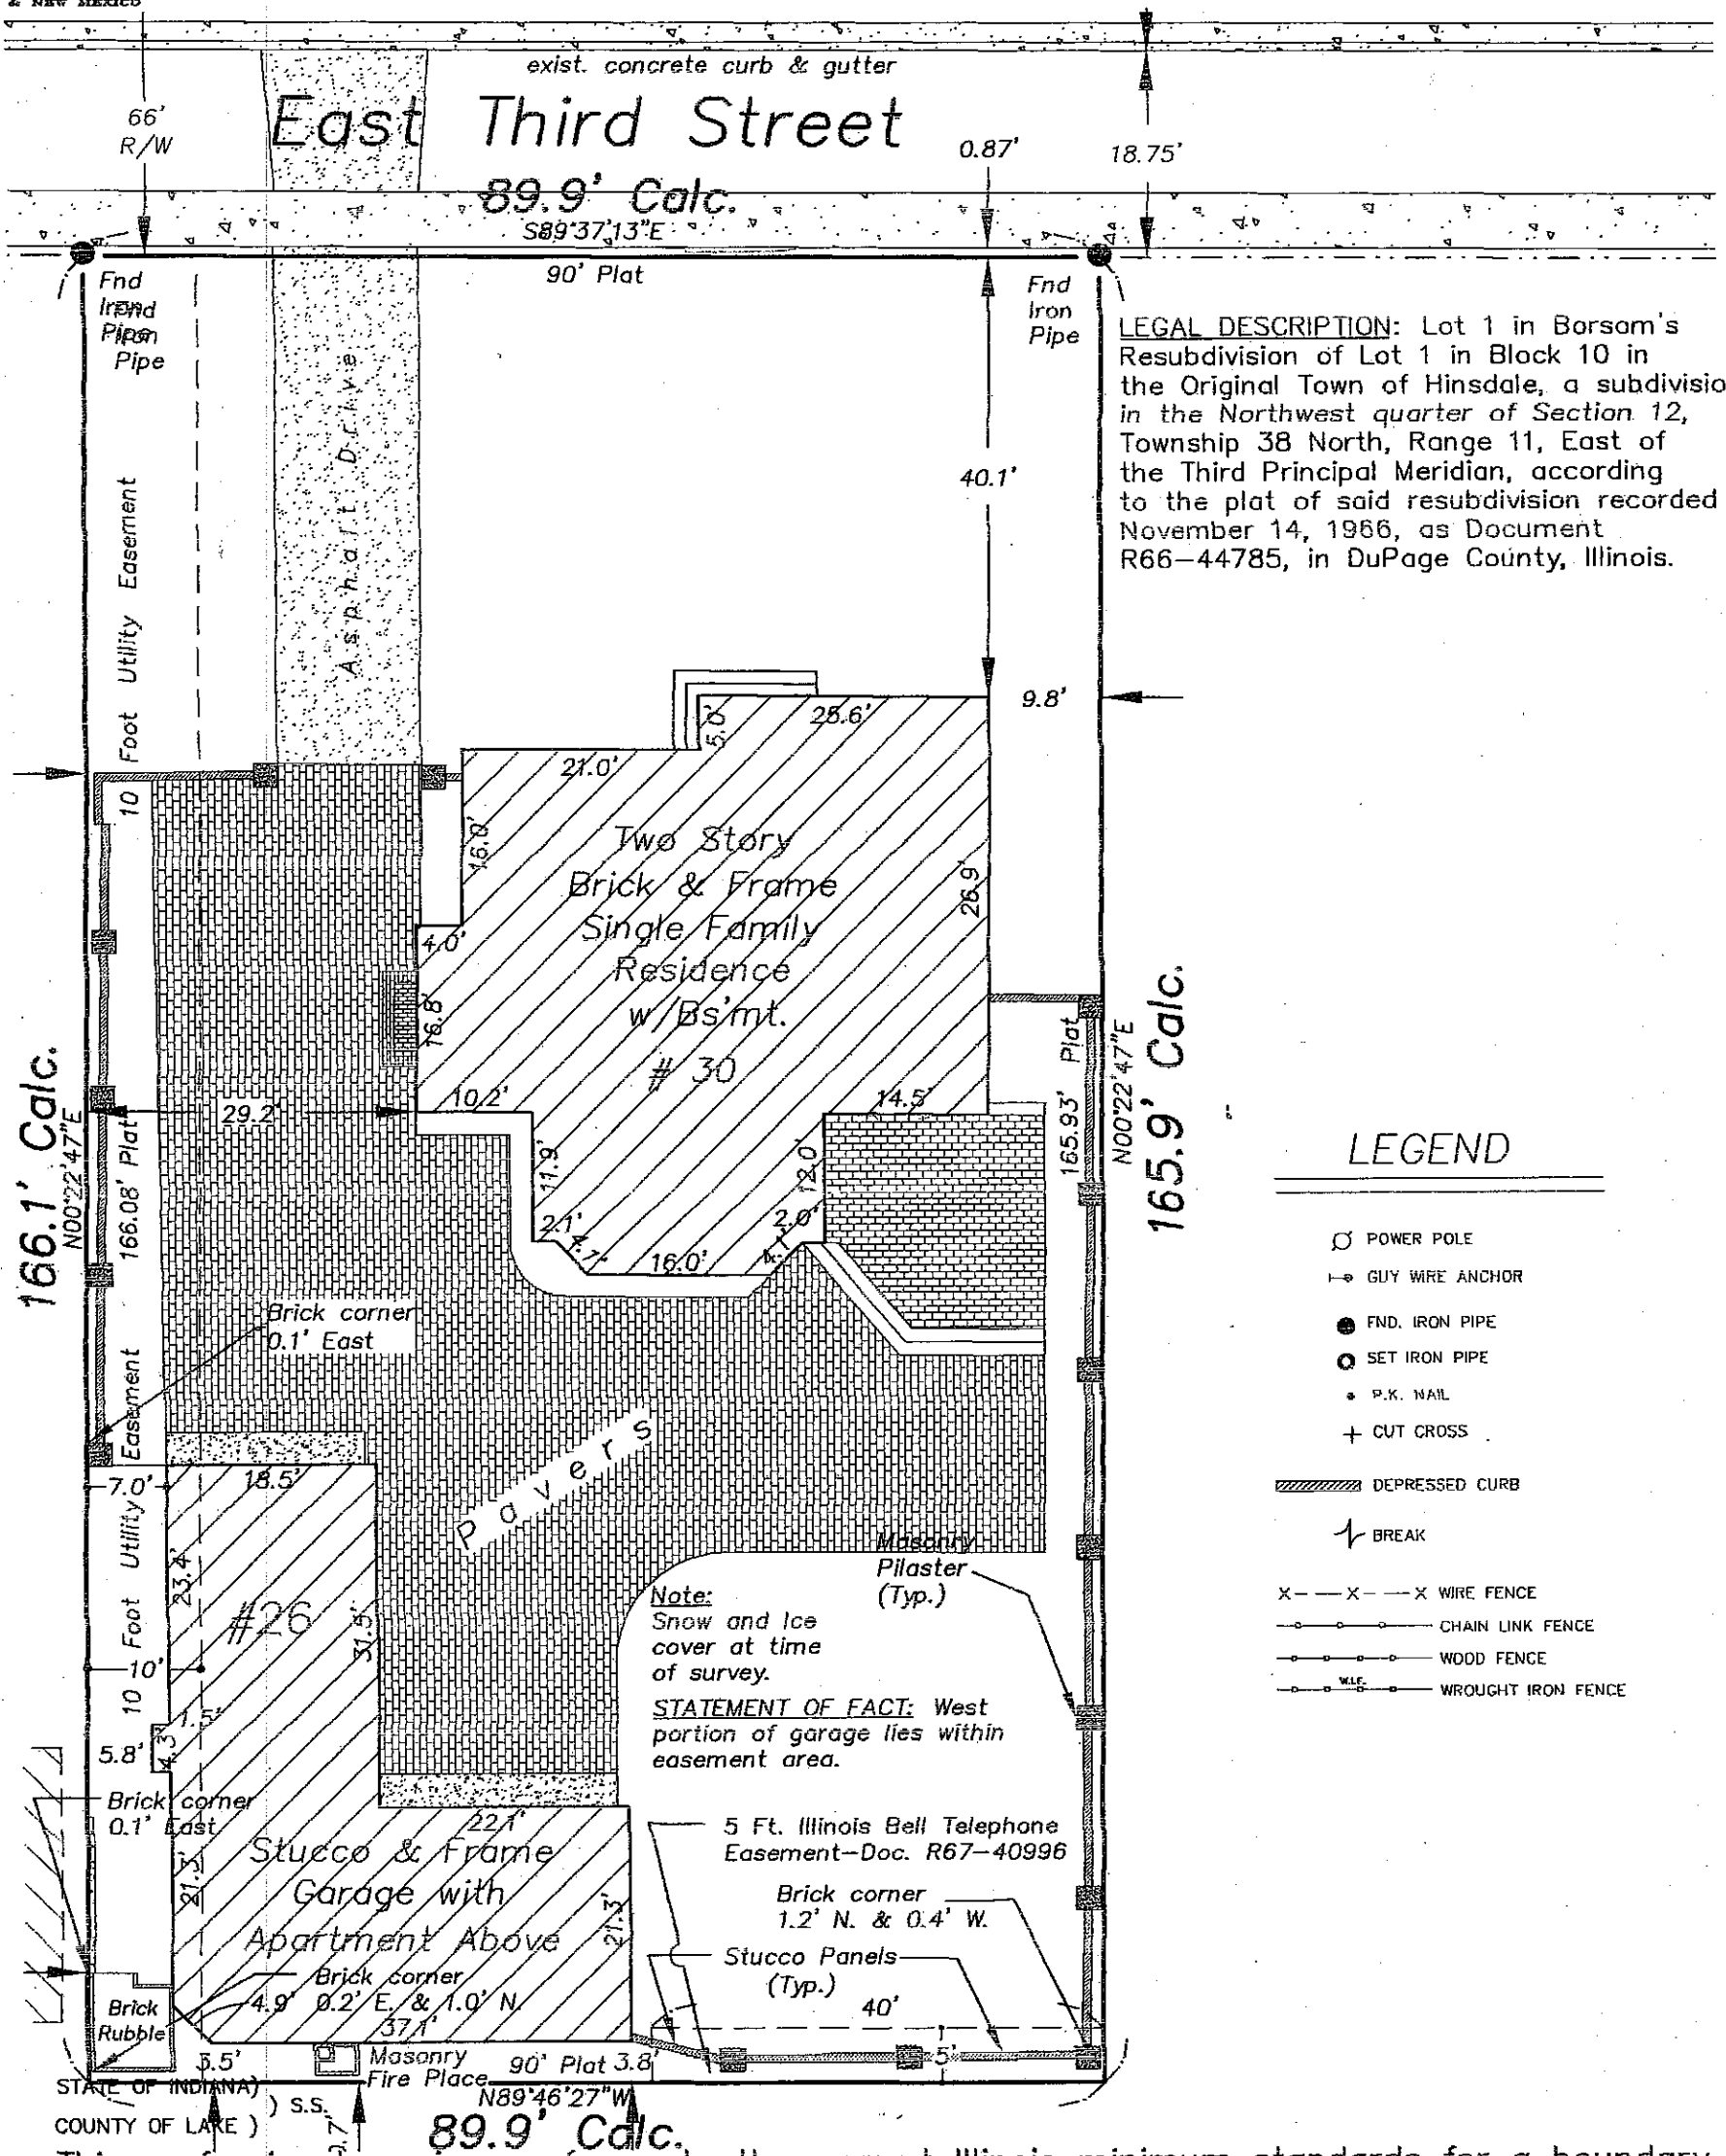 & NEW MEXICO
exist. concrete curb & gutter
66'
R/W
East Third Street
0.87'
18.75'
89.9' Calc.
S89°37'13"E
90' Plat
Fnd
Iron
Pipe
Fnd
Iron
Pipe
Fnd
Iron
Pipe
LEGAL DESCRIPTION: Lot 1 in Borsam's
Resubdivision of Lot 1 in Block 10 in
the Original Town of Hinsdale, a subdivisio
in the Northwest quarter of Section 12,
Township 38 North, Range 11, East of
the Third Principal Meridian, according
to the plat of said resubdivision recorded
November 14, 1966, as Document
R66-44785, in DuPage County, Illinois.
Asphalt Drive
10 Foot Utility Easement
40.1'
9.8'
25.6'
5.0'
21.0'
16.0'
Two Story
Brick & Frame
Single Family
Residence
w/Bs'mt.
# 30
26.9'
4.0'
16.8'
10.2'
14.5'
29.2'
166.1' Calc.
N00°22'47"E
166.08' Plat
165.93' Plat
N00°22'47"E
165.9' Calc.
11.9'
12.0'
2.1'
2.0'
4.1'
16.0'
4.1'
LEGEND
POWER POLE
GUY WIRE ANCHOR
FND. IRON PIPE
SET IRON PIPE
P.K. NAIL
CUT CROSS
DEPRESSED CURB
BREAK
WIRE FENCE
CHAIN LINK FENCE
WOOD FENCE
W.I.F.
WROUGHT IRON FENCE
Brick corner
0.1' East
10 Foot Utility Easement
Pavers
7.0'
18.5'
23.4'
#26
31.5'
10'
1.5'
4.3'
5.8'
Masonry
Pilaster
(Typ.)
Note:
Snow and Ice
cover at time
of survey.
STATEMENT OF FACT: West
portion of garage lies within
easement area.
Brick corner
0.1' East
22.1'
Stucco & Frame
Garage with
Apartment Above
21.3'
21.3'
5 Ft. Illinois Bell Telephone
Easement-Doc. R67-40996
Brick corner
1.2' N. & 0.4' W.
Stucco Panels
(Typ.)
40'
5'
Brick corner
0.2' E. & 1.0' N.
4.9'
37.1'
Brick
Rubble
3.5'
Masonry
Fire Place
90' Plat
3.8'
N89°46'27"W
89.9' Calc.
STATE OF INDIANA)
) S.S.
COUNTY OF LAKE )
Illinois minimum standards for a boundary